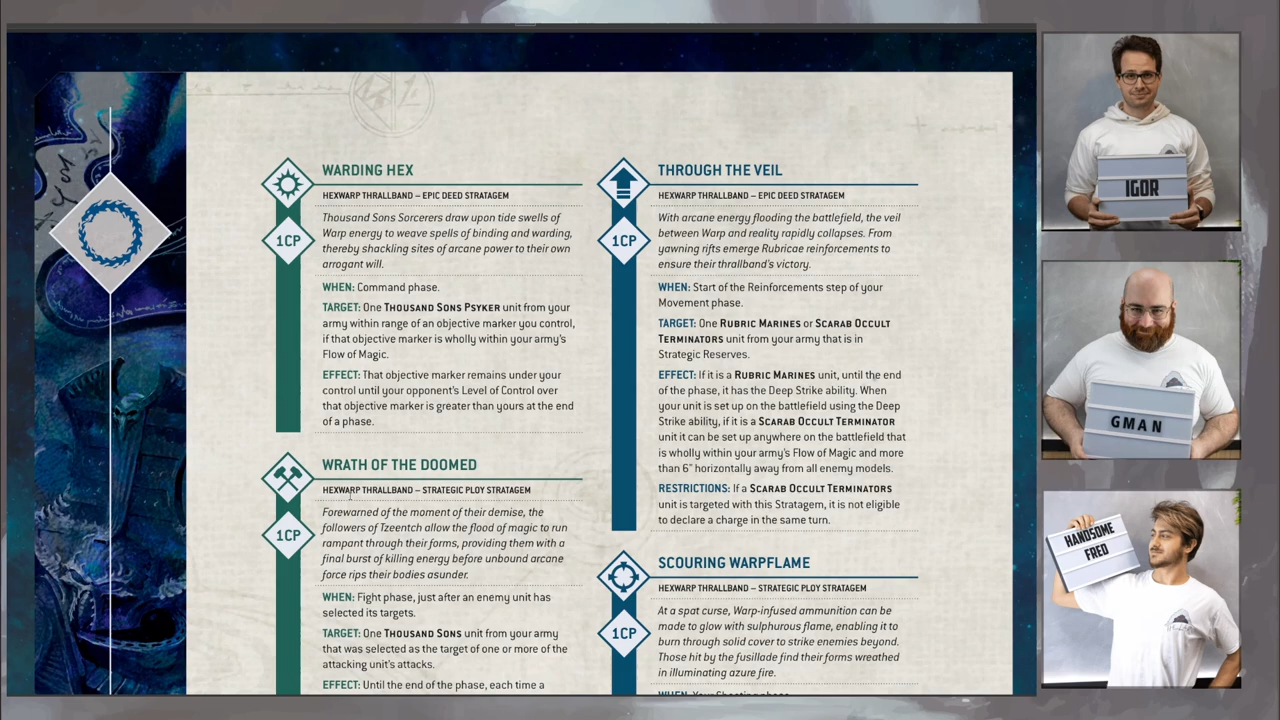 WARDING HEX
HEXWARP THRALLBAND – EPIC DEED STRATAGEM
1CP
Thousand Sons Sorcerers draw upon tide swells of
Warp energy to weave spells of binding and warding,
thereby shackling sites of arcane power to their own
arrogant will.
WHEN: Command phase.
TARGET: One THOUSAND SONS PSYKER unit from your
army within range of an objective marker you control,
if that objective marker is wholly within your army's
Flow of Magic.
EFFECT: That objective marker remains under your
control until your opponent's Level of Control over
that objective marker is greater than yours at the end
of a phase.
WRATH OF THE DOOMED
HEXWARP THRALLBAND – STRATEGIC PLOY STRATAGEM
1CP
Forewarned of the moment of their demise, the
followers of Tzeentch allow the flood of magic to run
rampant through their forms, providing them with a
final burst of killing energy before unbound arcane
force rips their bodies asunder.
WHEN: Fight phase, just after an enemy unit has
selected its targets.
TARGET: One THOUSAND SONS unit from your army
that was selected as the target of one or more of the
attacking unit's attacks.
EFFECT: Until the end of the phase, each time a
THROUGH THE VEIL
HEXWARP THRALLBAND – EPIC DEED STRATAGEM
1CP
With arcane energy flooding the battlefield, the veil
between Warp and reality rapidly collapses. From
yawning rifts emerge Rubricae reinforcements to
ensure their thrallband's victory.
WHEN: Start of the Reinforcements step of your
Movement phase.
TARGET: One RUBRIC MARINES or SCARAB OCCULT
TERMINATORS unit from your army that is in
Strategic Reserves.
EFFECT: If it is a RUBRIC MARINES unit, until the end
of the phase, it has the Deep Strike ability. When
your unit is set up on the battlefield using the Deep
Strike ability, if it is a SCARAB OCCULT TERMINATOR
unit it can be set up anywhere on the battlefield that
is wholly within your army's Flow of Magic and more
than 6" horizontally away from all enemy models.
RESTRICTIONS: If a SCARAB OCCULT TERMINATORS
unit is targeted with this Stratagem, it is not eligible
to declare a charge in the same turn.
SCOURING WARPFLAME
HEXWARP THRALLBAND – STRATEGIC PLOY STRATAGEM
1CP
At a spat curse, Warp-infused ammunition can be
made to glow with sulphurous flame, enabling it to
burn through solid cover to strike enemies beyond.
Those hit by the fusillade find their forms wreathed
in illuminating azure fire.
WHEN: Your Shooting phase
IGOR
GMAN
HANDSOME
FRED